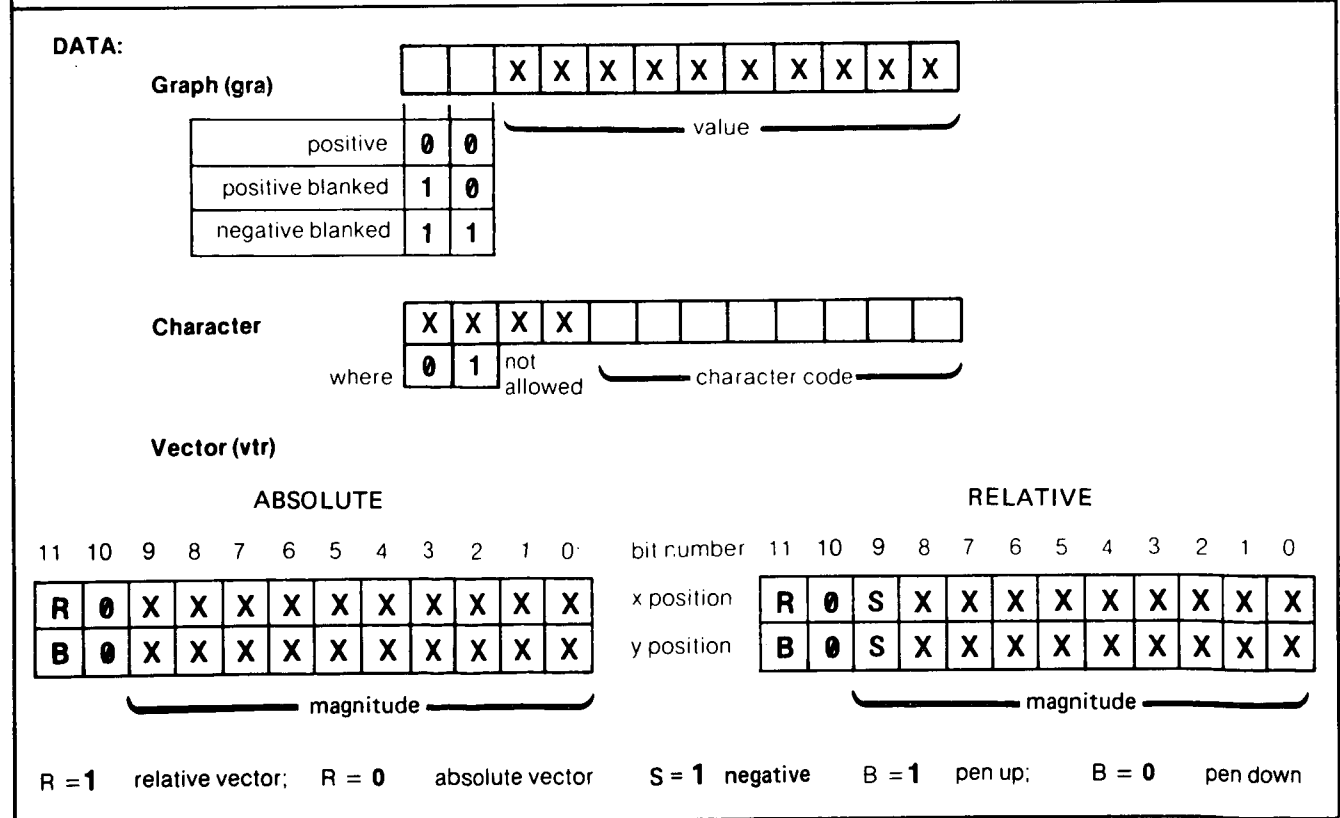 DATA:
Graph (gra)
X X X X X X X X X X
value
positive 0 0
positive blanked 1 0
negative blanked 1 1
Character
X X X X
where 0 1 not allowed
character code
Vector (vtr)
ABSOLUTE
RELATIVE
11 10 9 8 7 6 5 4 3 2 1 0 bit number 11 10 9 8 7 6 5 4 3 2 1 0
R 0 X X X X X X X X X X x position R 0 S X X X X X X X X X
B 0 X X X X X X X X X X y position B 0 S X X X X X X X X X
magnitude magnitude
R = 1 relative vector; R = 0 absolute vector S = 1 negative B = 1 pen up; B = 0 pen down